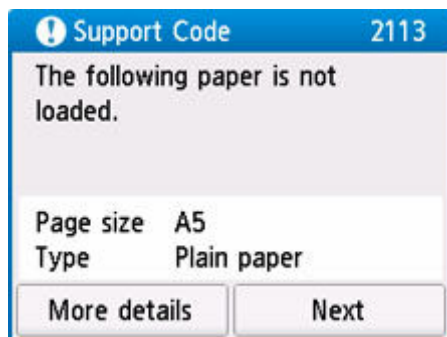 Support Code 2113
The following paper is not
loaded.
Page size A5
Type Plain paper
More details Next